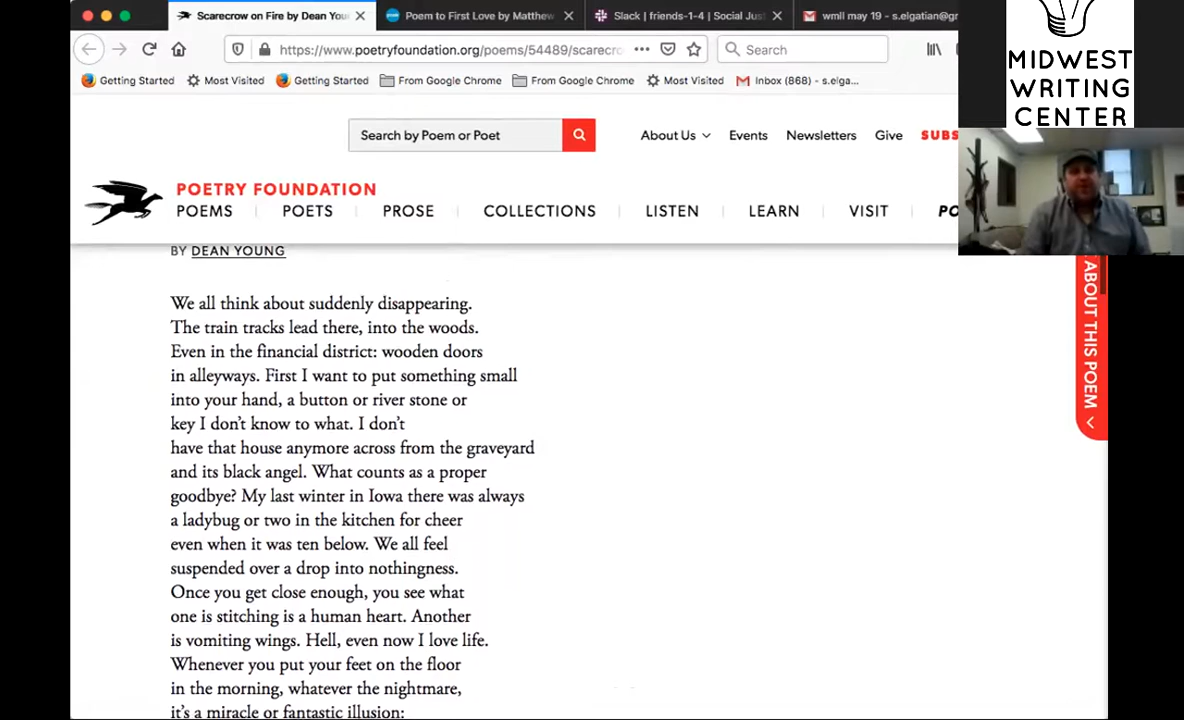 Scarecrow on Fire by Dean You
Poem to First Love by Matthew
Slack | friends-1-4 | Social Jus
wmll may 19 - s.elgatian@gr
https://www.poetryfoundation.org/poems/54489/scarecro
Search
Getting Started
Most Visited
Getting Started
From Google Chrome
From Google Chrome
Most Visited
Inbox (868) - s.elga...
MIDWEST
WRITING
CENTER
Search by Poem or Poet
About Us
Events
Newsletters
Give
SUBS
POETRY FOUNDATION
POEMS
POETS
PROSE
COLLECTIONS
LISTEN
LEARN
VISIT
PO
BY DEAN YOUNG
We all think about suddenly disappearing.
The train tracks lead there, into the woods.
Even in the financial district: wooden doors
in alleyways. First I want to put something small
into your hand, a button or river stone or
key I don't know to what. I don't
have that house anymore across from the graveyard
and its black angel. What counts as a proper
goodbye? My last winter in Iowa there was always
a ladybug or two in the kitchen for cheer
even when it was ten below. We all feel
suspended over a drop into nothingness.
Once you get close enough, you see what
one is stitching is a human heart. Another
is vomiting wings. Hell, even now I love life.
Whenever you put your feet on the floor
in the morning, whatever the nightmare,
it's a miracle or fantastic illusion:
ABOUT THIS POEM